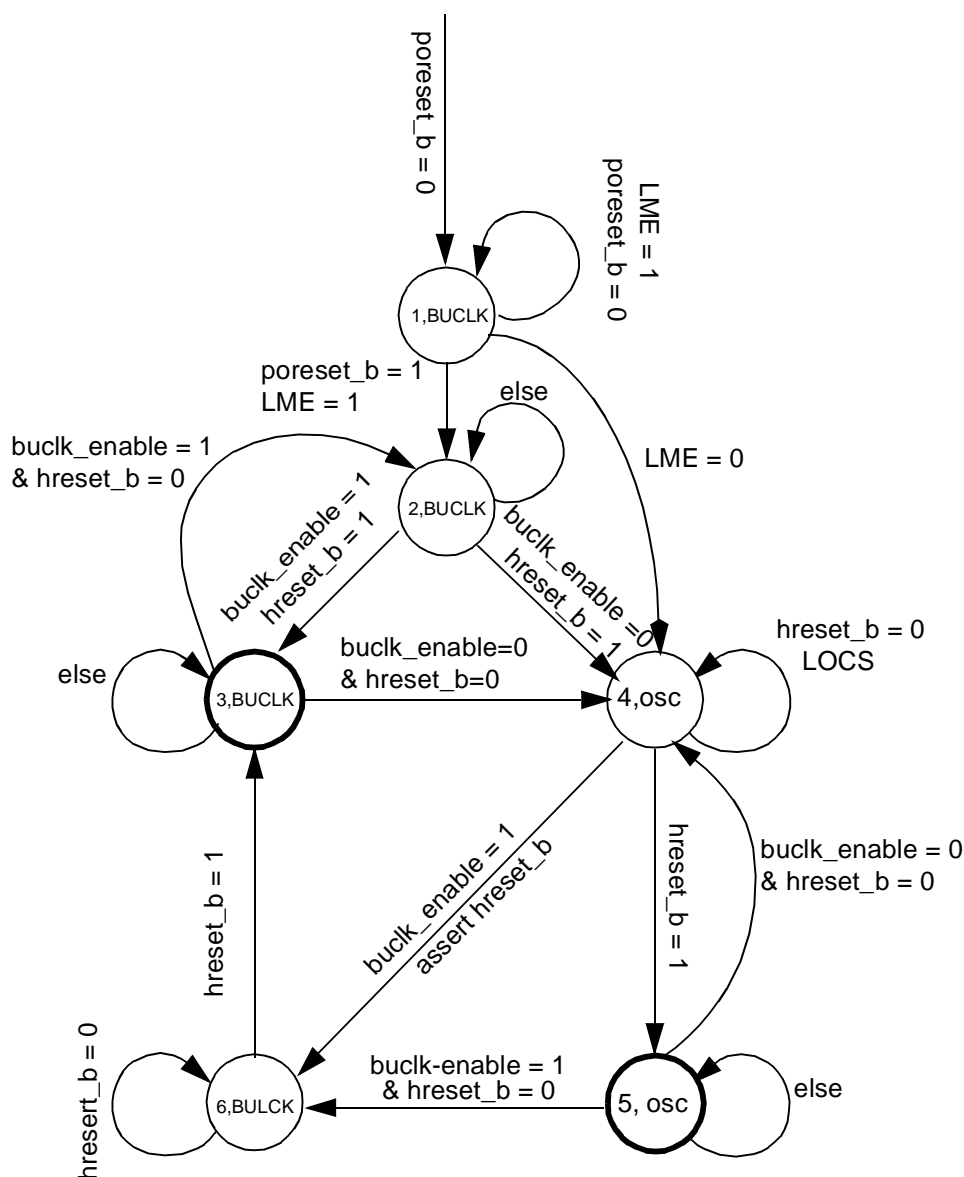 poreset_b = 0
LME = 1
poreset_b = 0
1,BUCLK
poreset_b = 1
LME = 1
else
buclk_enable = 1
& hreset_b = 0
LME = 0
2,BUCLK
buclk_enable = 1
hreset_b = 1
buclk_enable =0
hreset_b = 1
hreset_b = 0
LOCS
buclk_enable=0
& hreset_b=0
else
3,BUCLK
4,osc
buclk_enable = 1
assert hreset_b
hreset_b = 1
buclk_enable = 0
& hreset_b = 0
hreset_b = 1
hresert_b = 0
buclk-enable = 1
& hreset_b = 0
6,BULCK
5, osc
else